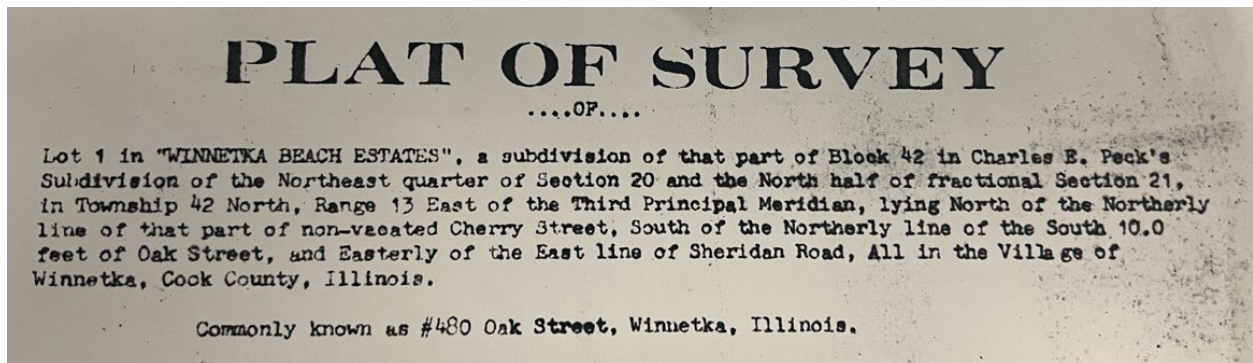 PLAT OF SURVEY
....OF....
Lot 1 in "WINNETKA BEACH ESTATES", a subdivision of that part of Block 42 in Charles E. Peck's
Subdivision of the Northeast quarter of Section 20 and the North half of fractional Section 21,
in Township 42 North, Range 13 East of the Third Principal Meridian, lying North of the Northerly
line of that part of non-vacated Cherry Street, South of the Northerly line of the South 10.0
feet of Oak Street, and Easterly of the East line of Sheridan Road, All in the Village of
Winnetka, Cook County, Illinois.
Commonly known as #480 Oak Street, Winnetka, Illinois.